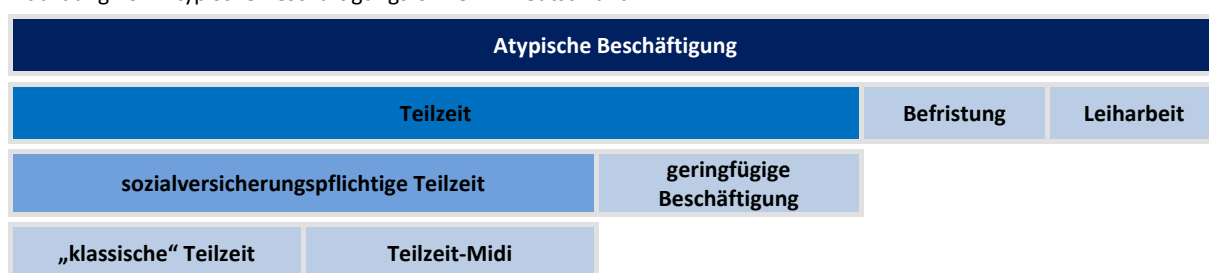 Atypische Beschäftigung
Teilzeit
Befristung
Leiharbeit
sozialversicherungspflichtige Teilzeit
geringfügige
Beschäftigung
„klassische“ Teilzeit
Teilzeit-Midi